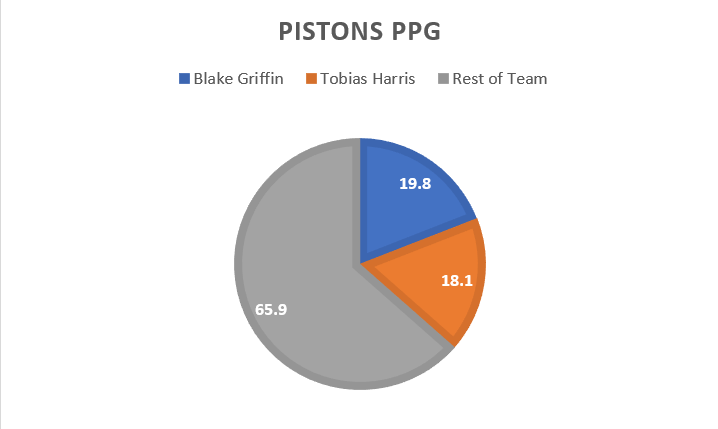 PISTONS PPG
Blake Griffin Tobias Harris Rest of Team
19.8
18.1
65.9